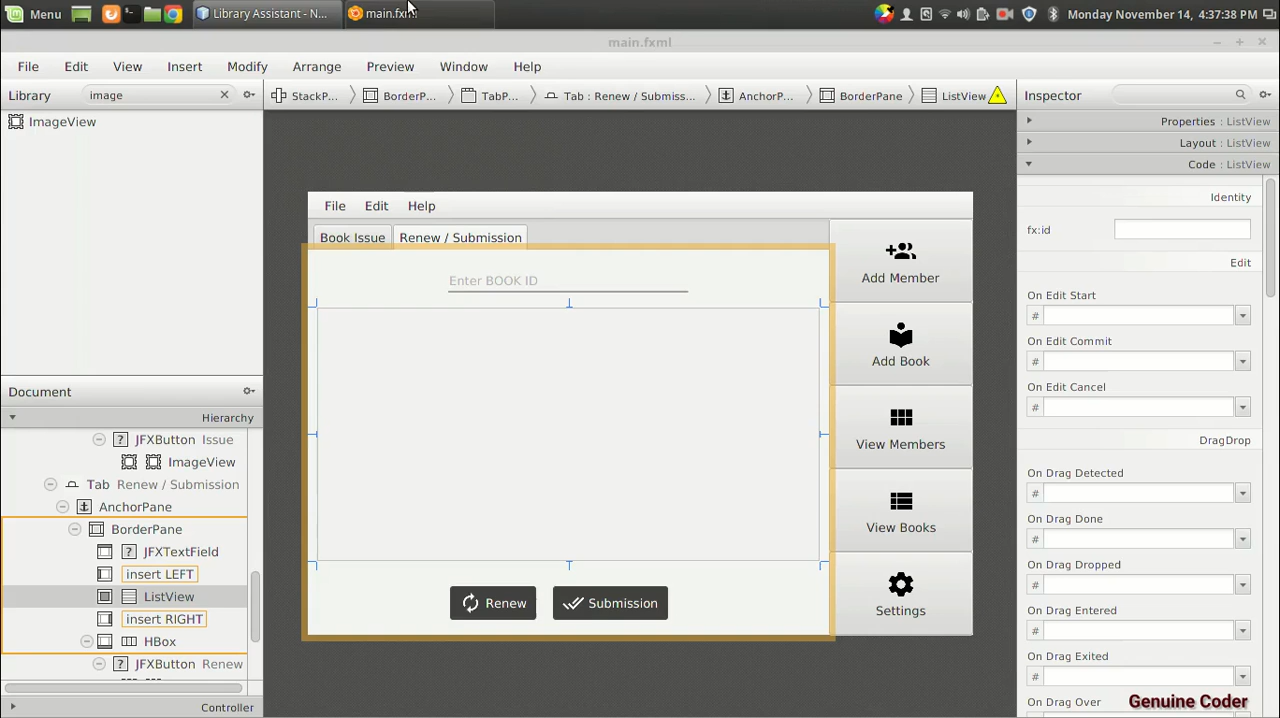 Menu
Library Assistant - N...
main.fxml
Monday November 14, 4:37:38 PM
main.fxml
File Edit View Insert Modify Arrange Preview Window Help
Library
image
StackP...
BorderP...
TabP...
Tab : Renew / Submiss...
AnchorP...
BorderPane
ListView
Inspector
ImageView
Properties : ListView
Layout : ListView
Code : ListView
Identity
fx:id
Edit
On Edit Start
#
On Edit Commit
#
On Edit Cancel
#
DragDrop
On Drag Detected
#
On Drag Done
#
On Drag Dropped
#
On Drag Entered
#
On Drag Exited
#
On Drag Over
File Edit Help
Book Issue
Renew / Submission
Enter BOOK ID
Renew
Submission
Add Member
Add Book
View Members
View Books
Settings
Document
Hierarchy
? JFXButton Issue
ImageView
Tab Renew / Submission
AnchorPane
BorderPane
? JFXTextField
insert LEFT
ListView
insert RIGHT
HBox
? JFXButton Renew
Controller
Genuine Coder